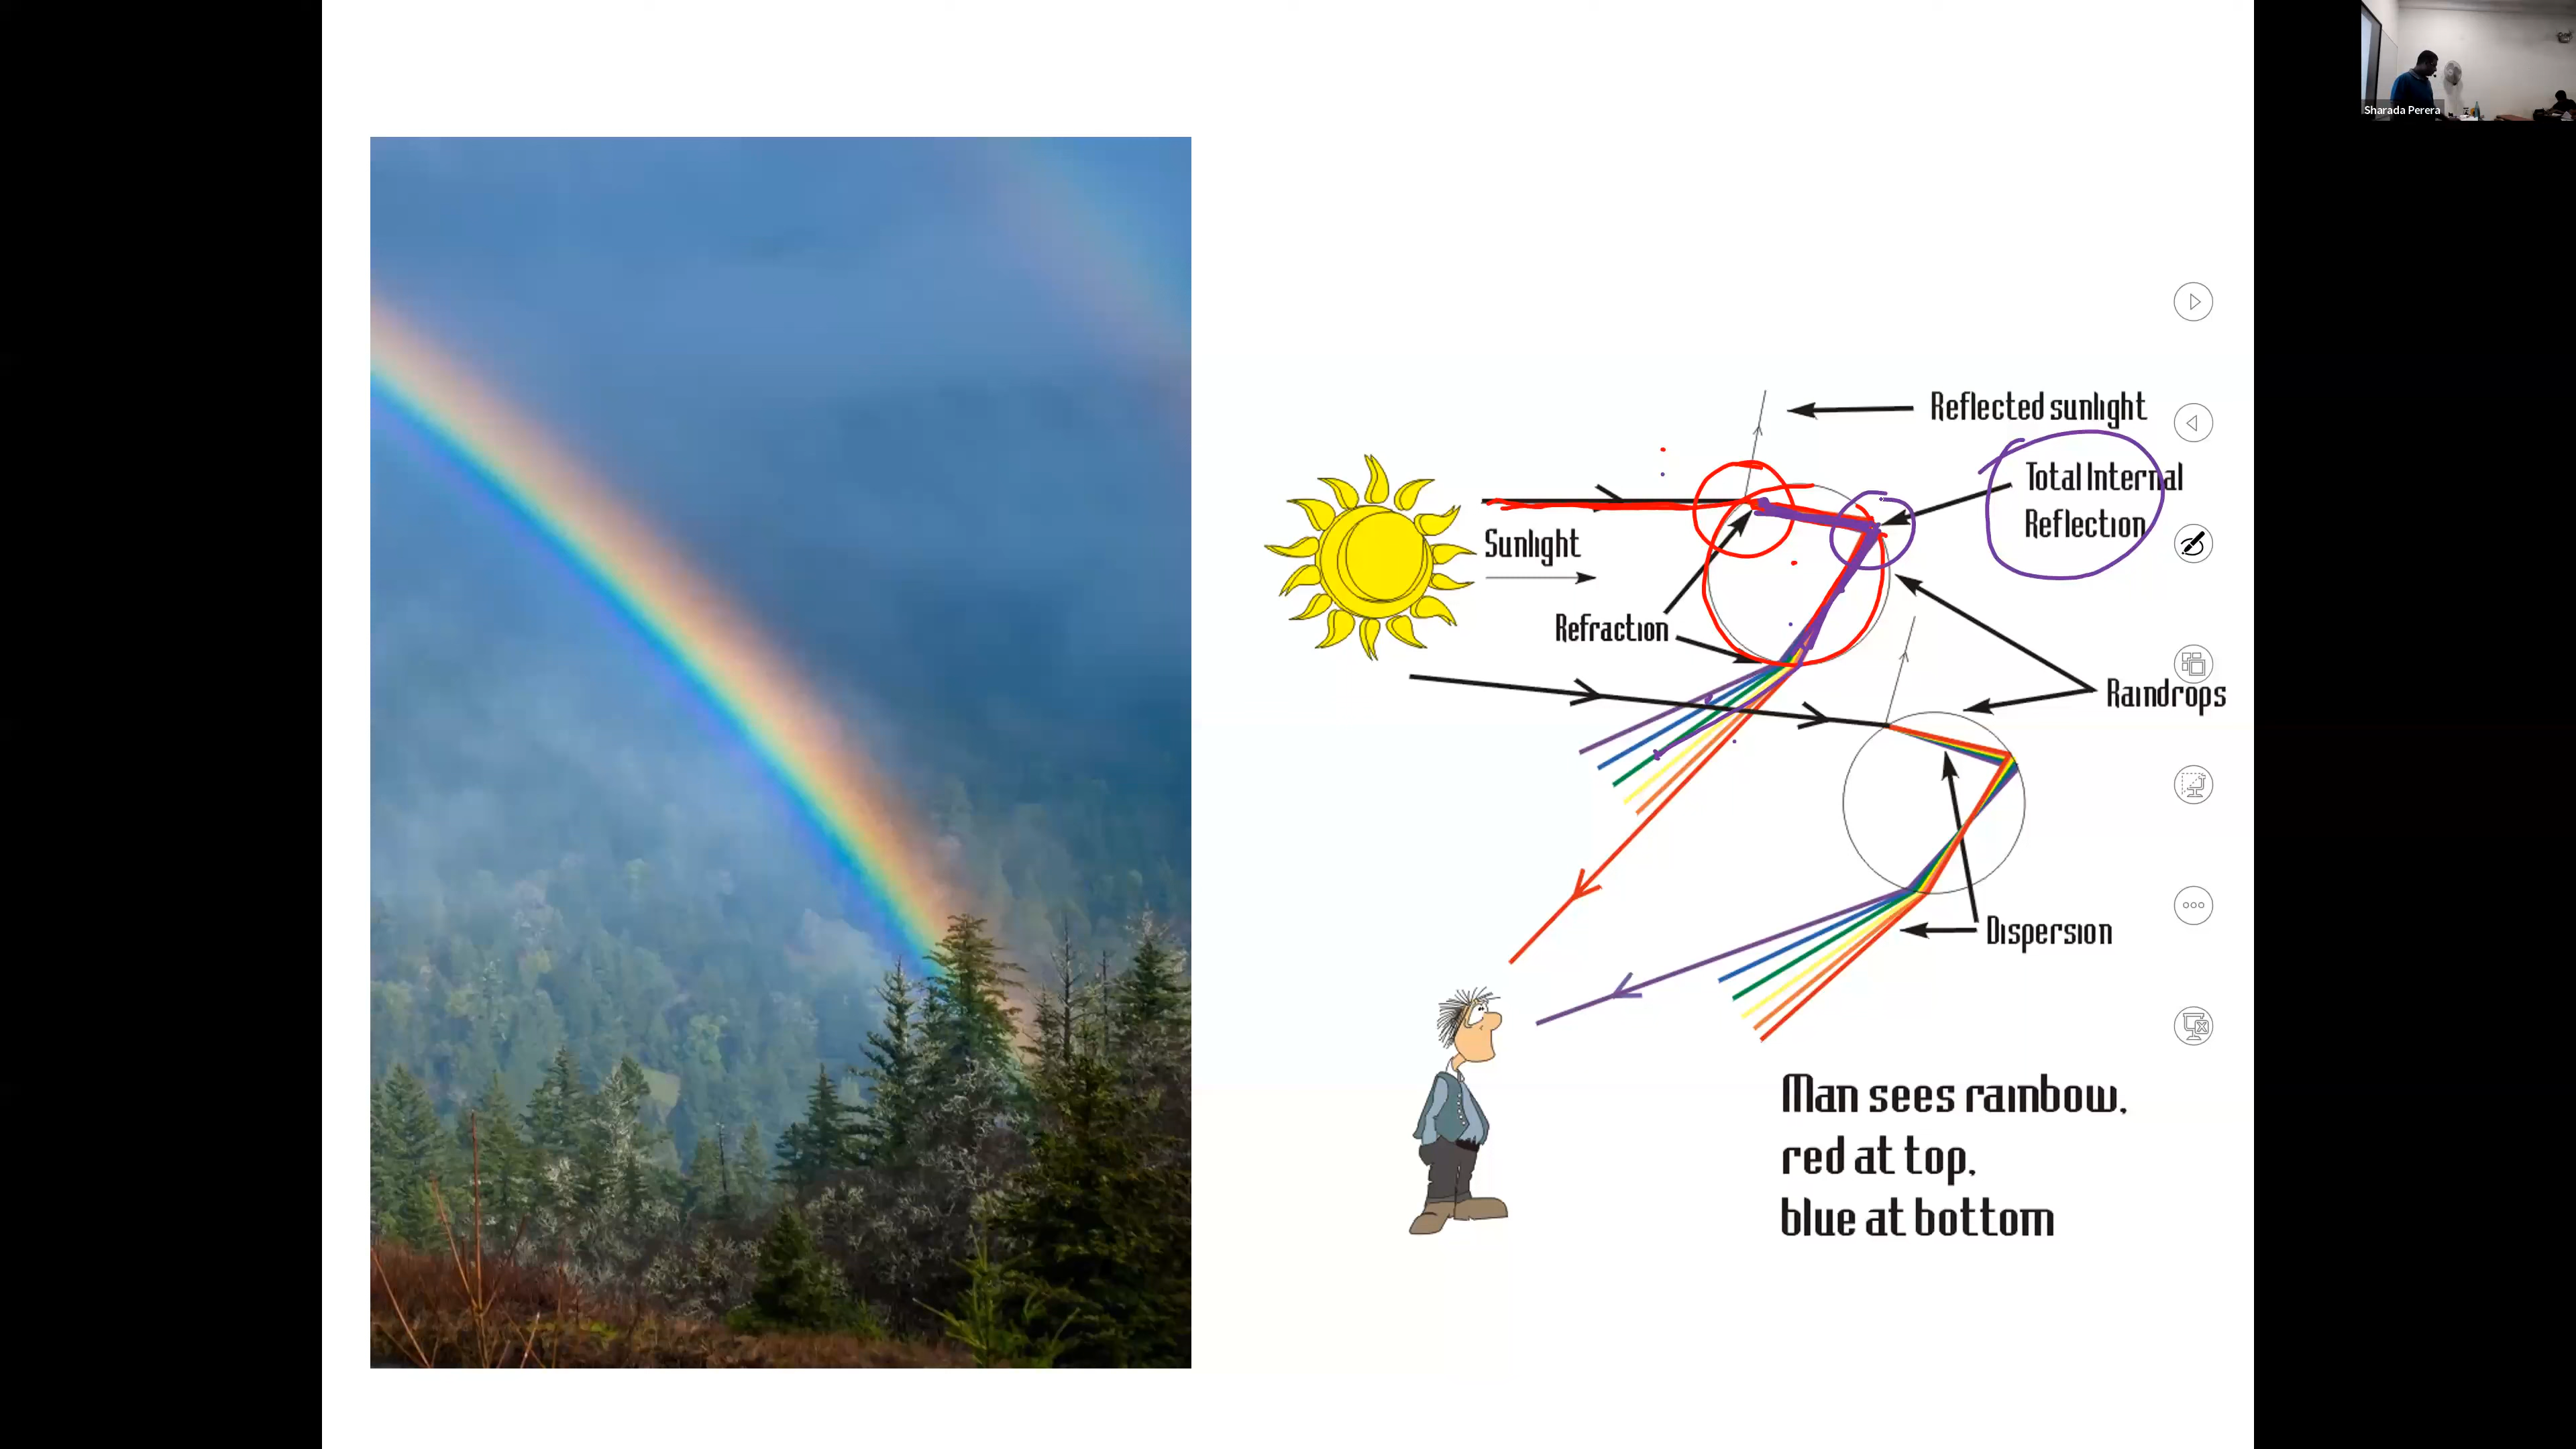 Sharada Perera
Reflected sunlight
Total Internal
Reflection
Sunlight
Refraction
Raindrops
Dispersion
Man sees rainbow,
red at top,
blue at bottom